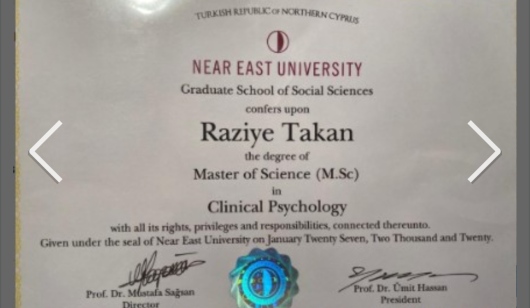 TURKISH REPUBLIC OF NORTHERN CYPRUS
NEAR EAST UNIVERSITY
Graduate School of Social Sciences
confers upon
Raziye Takan
the degree of
Master of Science (M.Sc)
in
Clinical Psychology
with all its rights, privileges and responsibilities, connected thereunto.
Given under the seal of Near East University on January Twenty Seven, Two Thousand and Twenty.
Prof. Dr. Mustafa Sağsan
Director
Prof. Dr. Ümit Hassan
President